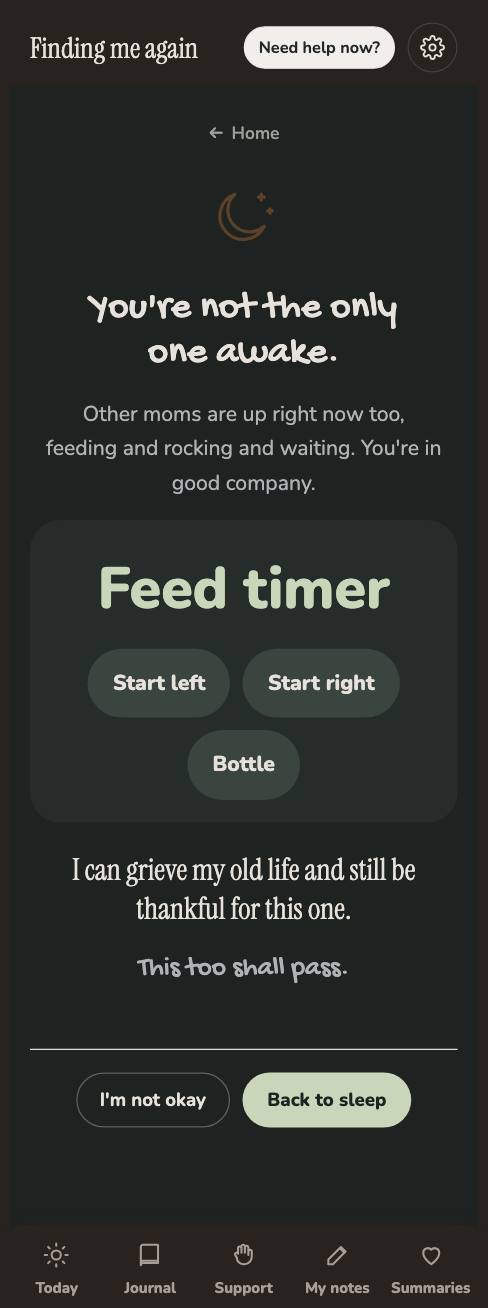 Finding me again
Need help now?
← Home
You're not the only
one awake.
Other moms are up right now too,
feeding and rocking and waiting. You're in
good company.
Feed timer
Start left
Start right
Bottle
I can grieve my old life and still be
thankful for this one.
This too shall pass.
I'm not okay
Back to sleep
Today
Journal
Support
My notes
Summaries